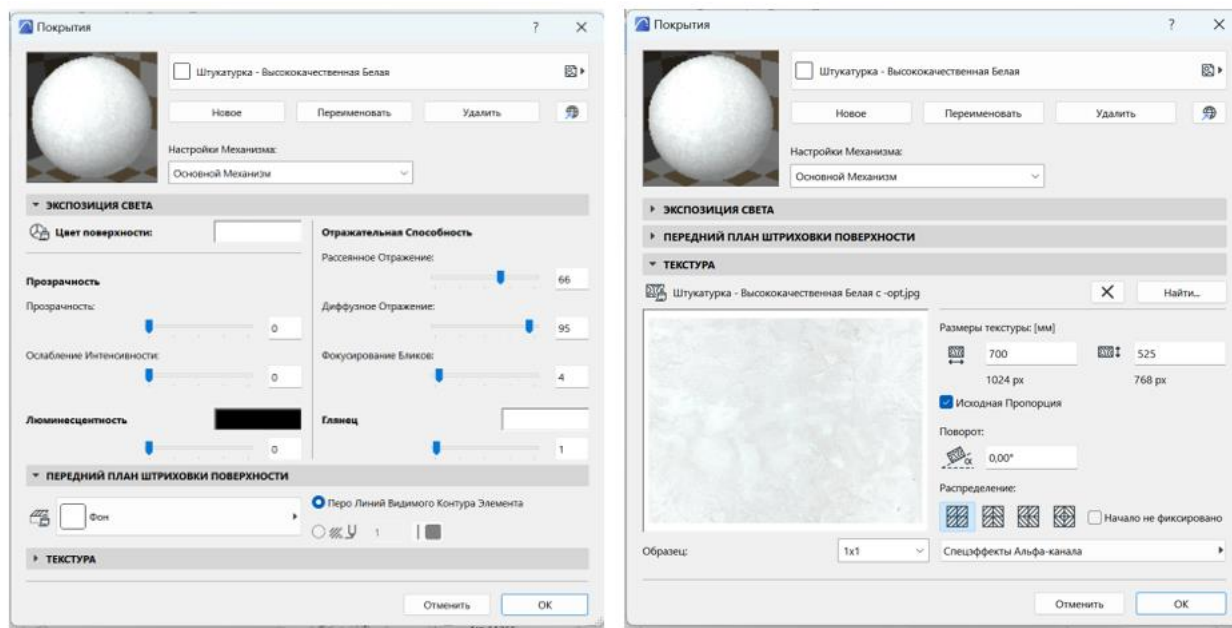 Покрытия
?
Штукатурка - Высококачественная Белая
Новое
Переименовать
Удалить
Настройки Механизма:
Основной Механизм
ЭКСПОЗИЦИЯ СВЕТА
Цвет поверхности:
Отражательная Способность
Рассеянное Отражение:
66
Прозрачность
Прозрачность:
0
Диффузное Отражение:
95
Ослабление Интенсивности:
0
Фокусирование Бликов:
4
Люминесцентность
0
Глянец
1
ПЕРЕДНИЙ ПЛАН ШТРИХОВКИ ПОВЕРХНОСТИ
Фон
Перо Линий Видимого Контура Элемента
1
ТЕКСТУРА
Отменить
OK
Покрытия
?
Штукатурка - Высококачественная Белая
Новое
Переименовать
Удалить
Настройки Механизма:
Основной Механизм
ЭКСПОЗИЦИЯ СВЕТА
ПЕРЕДНИЙ ПЛАН ШТРИХОВКИ ПОВЕРХНОСТИ
ТЕКСТУРА
Штукатурка - Высококачественная Белая с -opt.jpg
Найти...
Размеры текстуры: [мм]
700
525
1024 px
768 px
Исходная Пропорция
Поворот:
α
0,00°
Распределение:
Начало не фиксировано
Образец:
1x1
Спецэффекты Альфа-канала
Отменить
OK